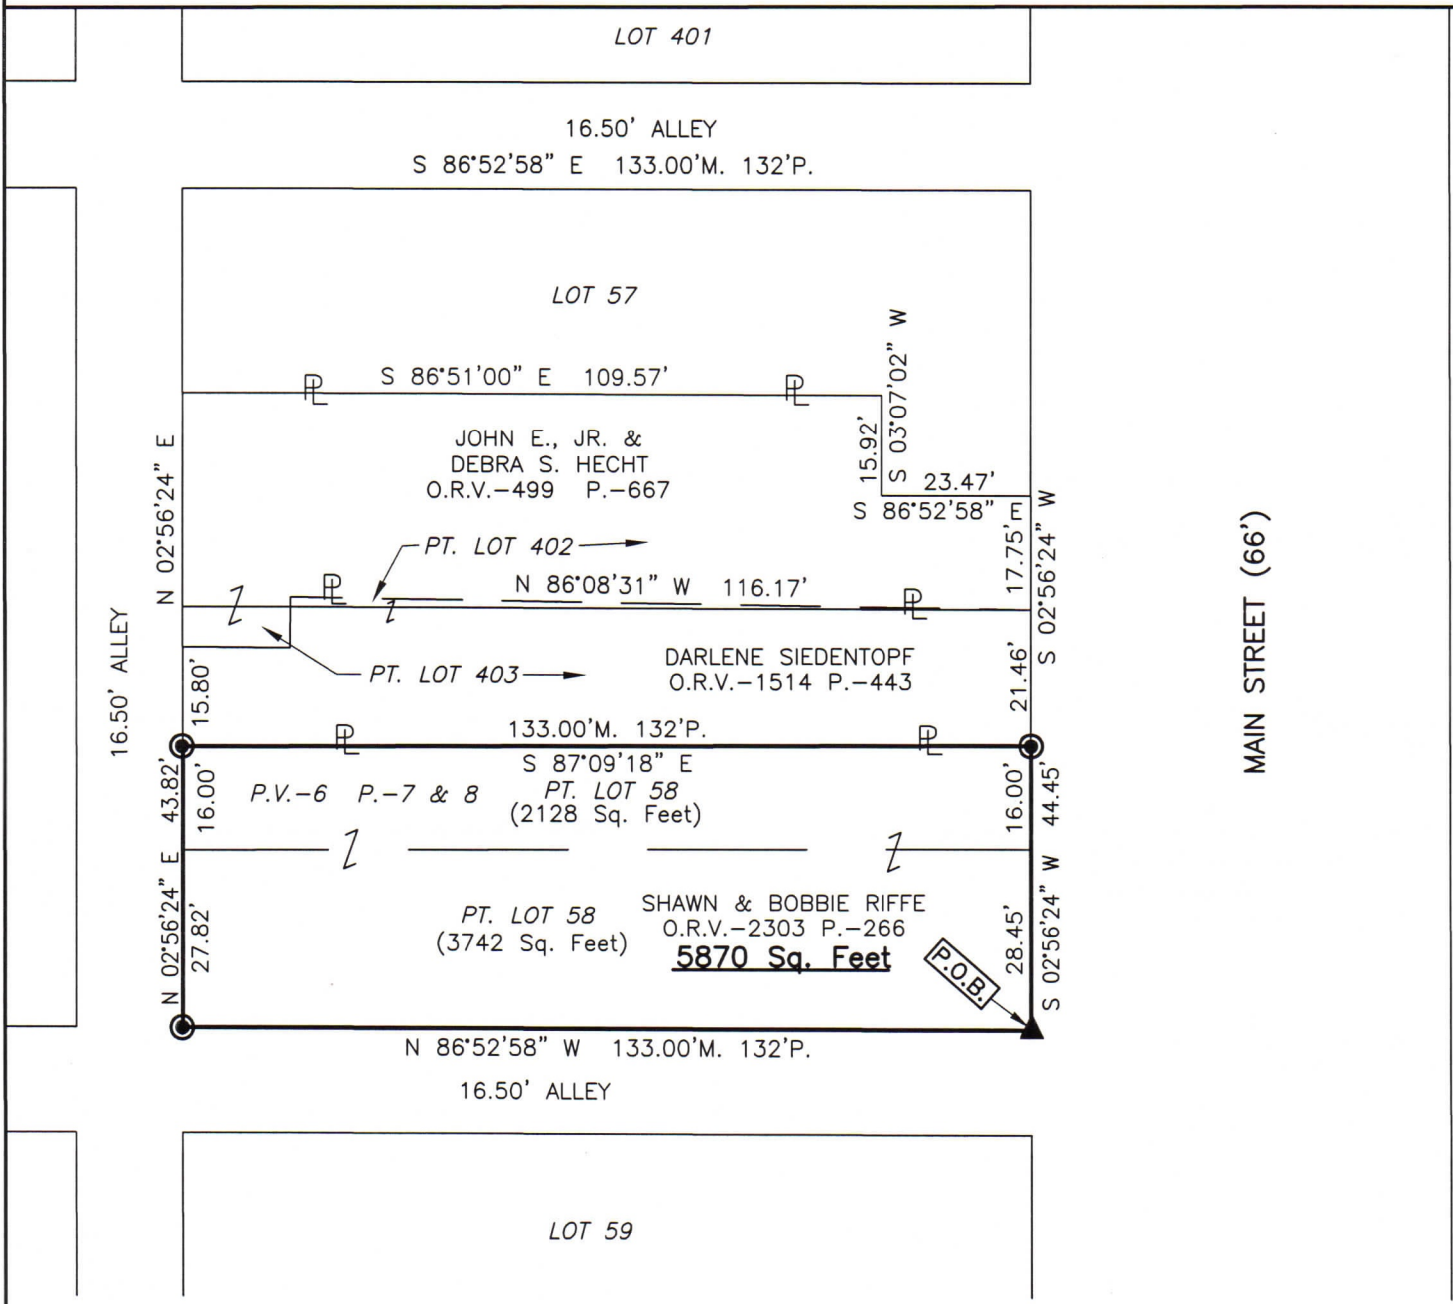 LOT 401
16.50' ALLEY
S 86°52'58" E 133.00'M. 132'P.
LOT 57
S 86°51'00" E 109.57'
PL
PL
15.92'
S 03°07'02" W
JOHN E., JR. &
DEBRA S. HECHT
O.R.V.-499 P.-667
23.47'
S 86°52'58" E
N 02°56'24" E
17.75'
S 02°56'24" W
PT. LOT 402
PL
N 86°08'31" W 116.17'
PL
MAIN STREET (66')
16.50' ALLEY
15.80'
PT. LOT 403
DARLENE SIEDENTOPF
O.R.V.-1514 P.-443
21.46'
PL
133.00'M. 132'P.
PL
S 87°09'18" E
N 02°56'24" E 43.82'
16.00'
P.V.-6 P.-7 & 8
PT. LOT 58
(2128 Sq. Feet)
16.00'
S 02°56'24" W 44.45'
27.82'
PT. LOT 58
(3742 Sq. Feet)
SHAWN & BOBBIE RIFFE
O.R.V.-2303 P.-266
5870 Sq. Feet
28.45'
P.O.B.
N 86°52'58" W 133.00'M. 132'P.
16.50' ALLEY
LOT 59